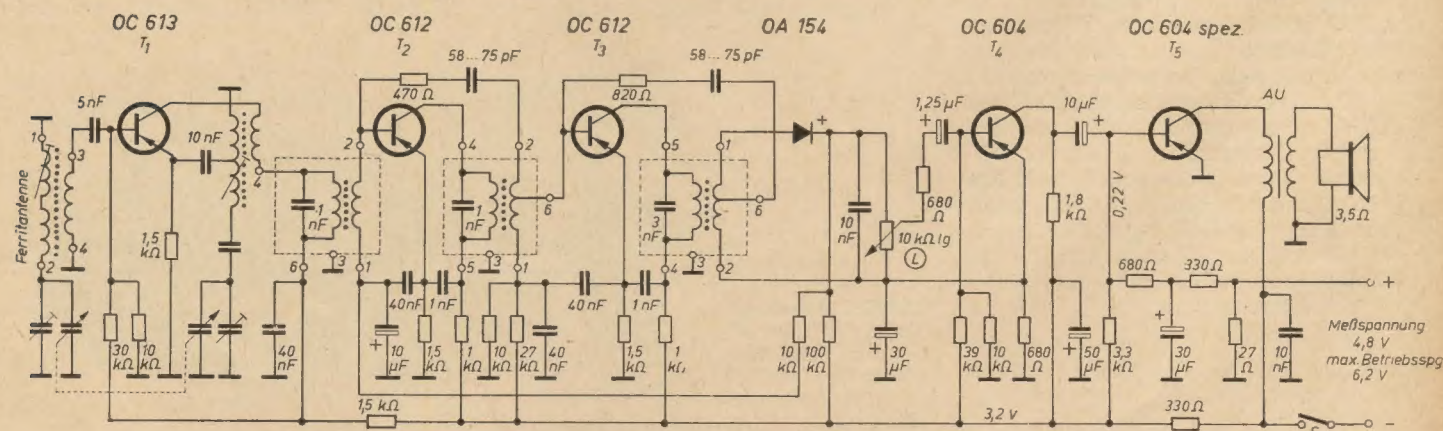 OC 613
T1
OC 612
T2
OC 612
T3
OA 154
OC 604
T4
OC 604 spez.
T5
58...75 pF
58...75 pF
470 Ω
820 Ω
5 nF
10 nF
1,25 µF
10 µF
AU
+
+
1
3
4
2
4
2
5
1
Ferritantenne
2
4
1,5
kΩ
1
nF
1
nF
6
3
nF
6
10
nF
680
Ω
10 kΩ lg
L
1,8
kΩ
0,22 V
3,5 Ω
6
3
1
3
5
1
3
4
2
40 nF
1 nF
40 nF
1 nF
680 Ω
330 Ω
+
30
kΩ
10
kΩ
40
nF
+
10
µF
1,5
kΩ
1
kΩ
10
kΩ
27
kΩ
40
nF
1,5
kΩ
1
kΩ
10
kΩ
100
kΩ
+
30
µF
39
kΩ
10
kΩ
680
Ω
+
50
µF
3,3
kΩ
+
30
µF
27
Ω
10
nF
Meßspannung
4,8 V
max. Betriebsspg
6,2 V
1,5 kΩ
3,2 V
330 Ω
-